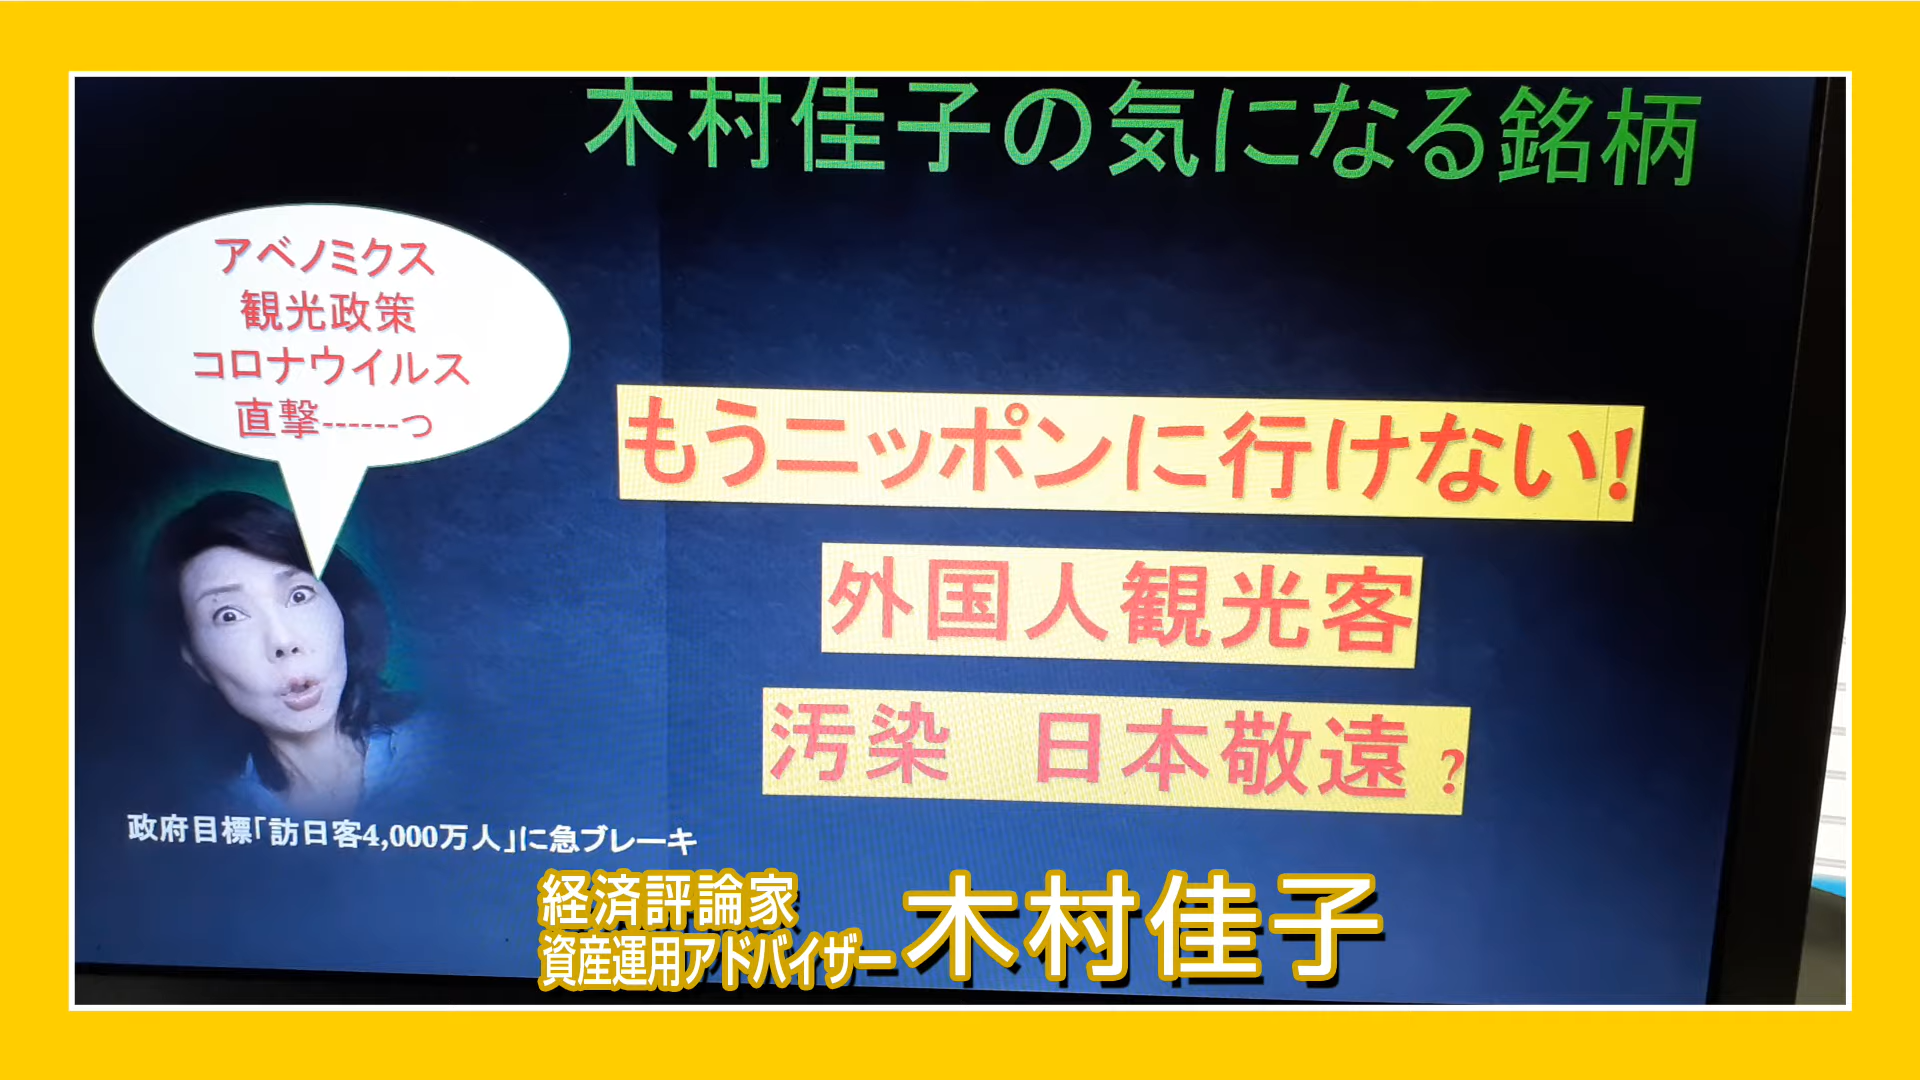 木村佳子の気になる銘柄
アベノミクス
観光政策
コロナウイルス
直撃------っ
もうニッポンに行けない!
外国人観光客
汚染　日本敬遠?
政府目標「訪日客4,000万人」に急ブレーキ
経済評論家
資産運用アドバイザー
木村佳子